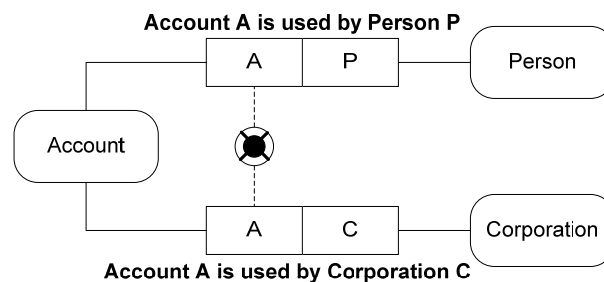 Account A is used by Person P
A P Person
Account
A C Corporation
Account A is used by Corporation C